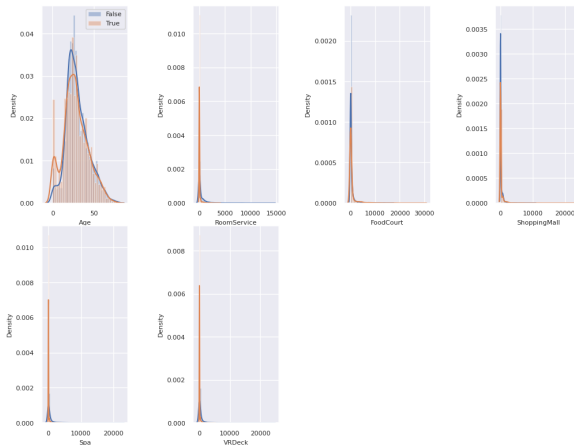 False
True
0.04
0.03
0.02
0.01
0.00
Density
0 50
Age
0.010
0.008
0.006
0.004
0.002
0.000
Density
0 5000 10000 15000
RoomService
0.0020
0.0015
0.0010
0.0005
0.0000
Density
0 10000 20000 30000
FoodCourt
0.0035
0.0030
0.0025
0.0020
0.0015
0.0010
0.0005
0.0000
Density
0 10000 20000
ShoppingMall
0.010
0.008
0.006
0.004
0.002
0.000
Density
0 10000 20000
Spa
0.008
0.006
0.004
0.002
0.000
Density
0 10000 20000
VRDeck